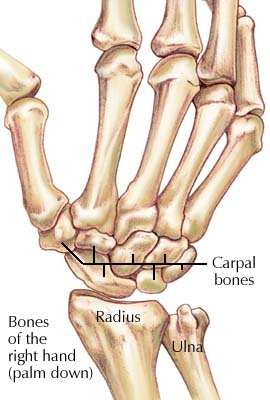 Carpal
bones
Radius
Ulna
Bones
of the
right hand
(palm down)